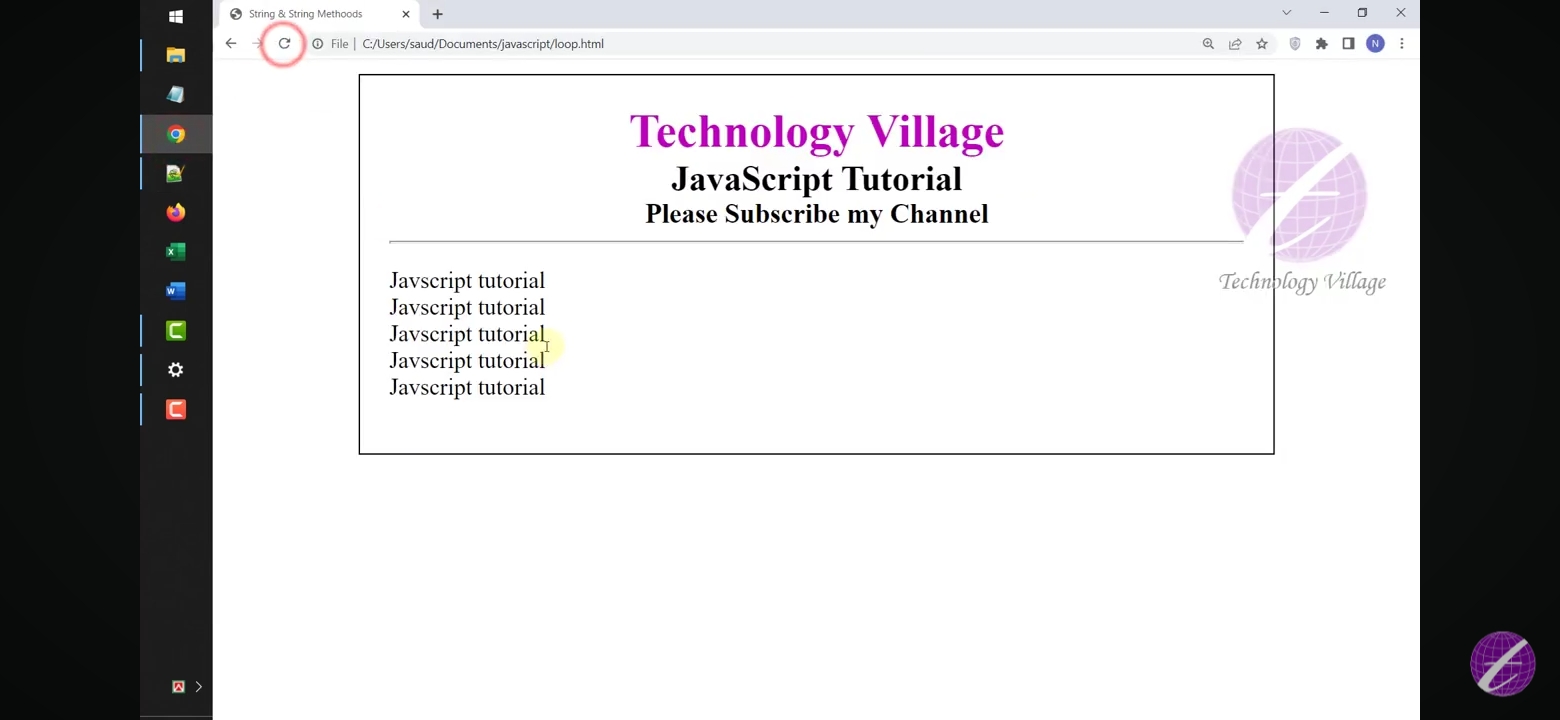 String & String Methoods
File
C:/Users/saud/Documents/javascript/loop.html
N
Technology Village
JavaScript Tutorial
Please Subscribe my Channel
Technology Village
Javscript tutorial
Javscript tutorial
Javscript tutorial
Javscript tutorial
Javscript tutorial